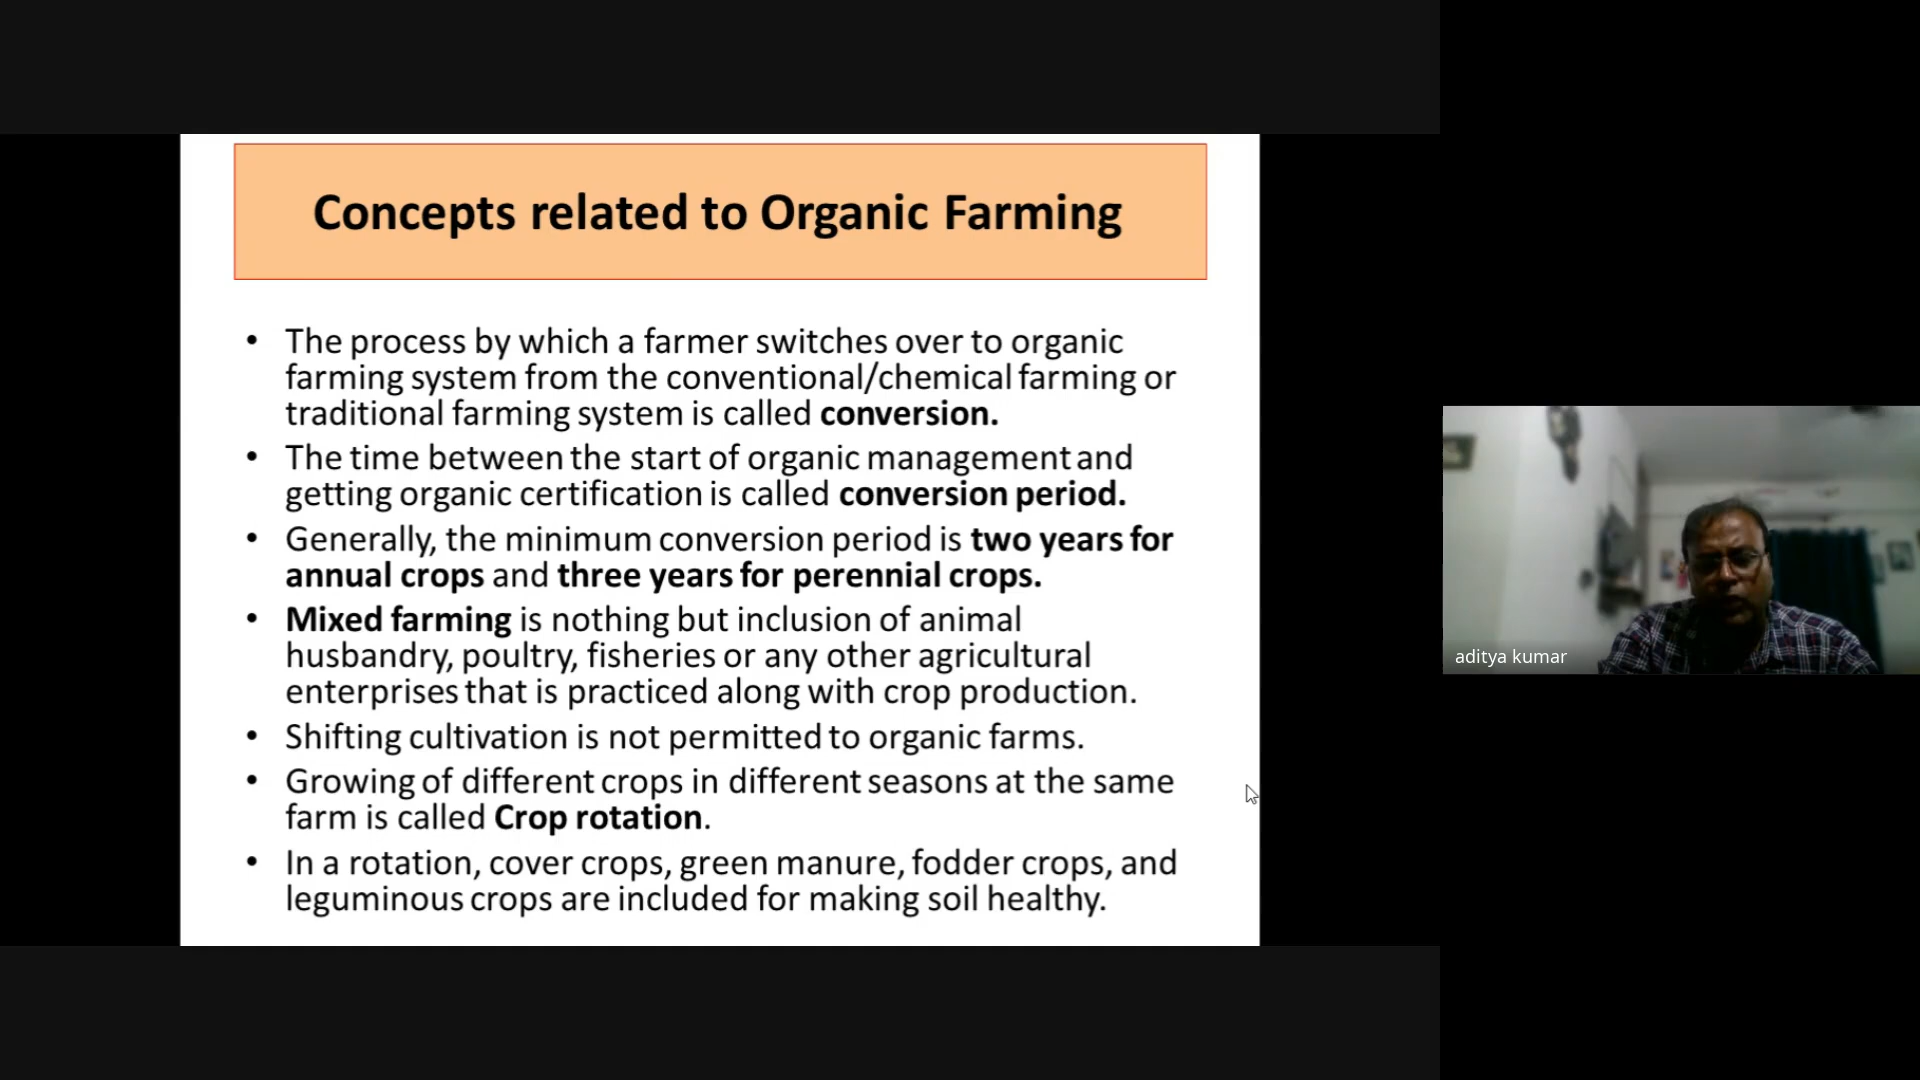 Concepts related to Organic Farming
• The process by which a farmer switches over to organic
farming system from the conventional/chemical farming or
traditional farming system is called conversion.
• The time between the start of organic management and
getting organic certification is called conversion period.
• Generally, the minimum conversion period is two years for
annual crops and three years for perennial crops.
• Mixed farming is nothing but inclusion of animal
husbandry, poultry, fisheries or any other agricultural
enterprises that is practiced along with crop production.
• Shifting cultivation is not permitted to organic farms.
• Growing of different crops in different seasons at the same
farm is called Crop rotation.
• In a rotation, cover crops, green manure, fodder crops, and
leguminous crops are included for making soil healthy.
aditya kumar